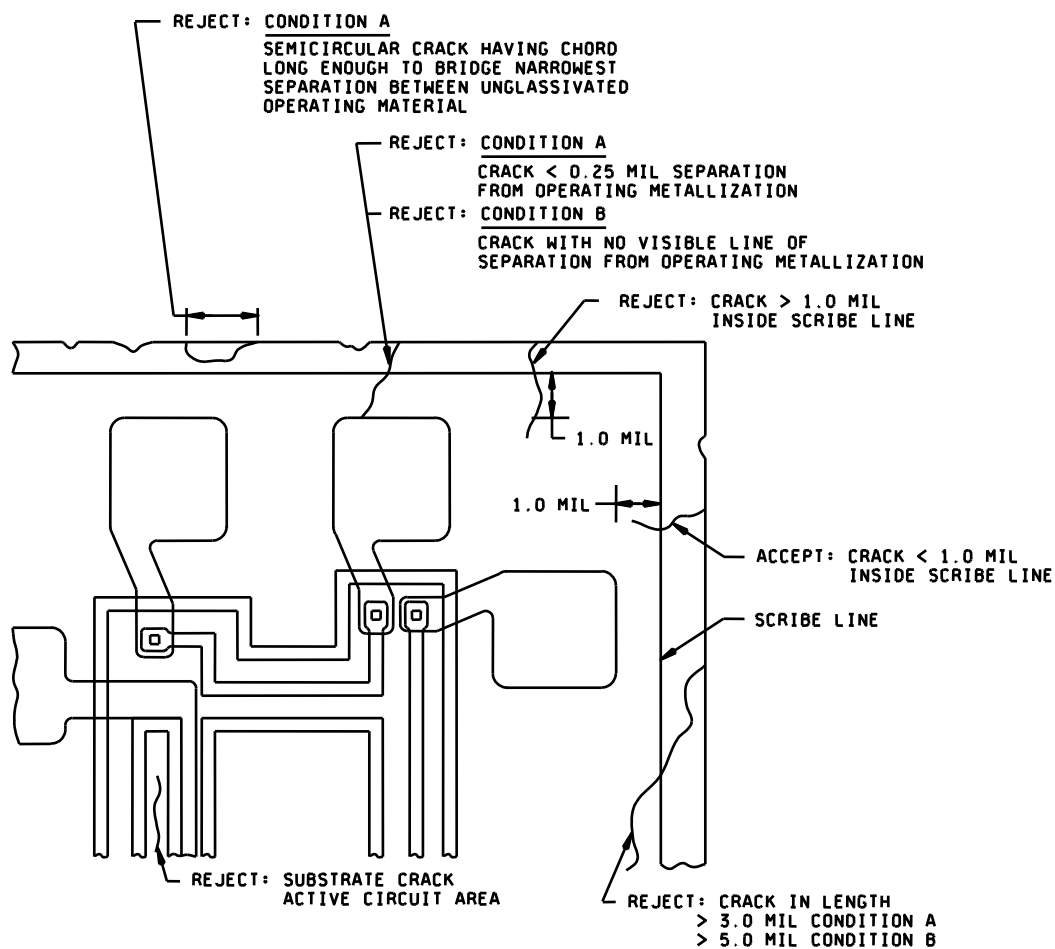 REJECT: CONDITION A
SEMICIRCULAR CRACK HAVING CHORD
LONG ENOUGH TO BRIDGE NARROWEST
SEPARATION BETWEEN UNGLASSIVATED
OPERATING MATERIAL
REJECT: CONDITION A
CRACK < 0.25 MIL SEPARATION
FROM OPERATING METALLIZATION
REJECT: CONDITION B
CRACK WITH NO VISIBLE LINE OF
SEPARATION FROM OPERATING METALLIZATION
REJECT: CRACK > 1.0 MIL
INSIDE SCRIBE LINE
1.0 MIL
1.0 MIL
ACCEPT: CRACK < 1.0 MIL
INSIDE SCRIBE LINE
SCRIBE LINE
REJECT: SUBSTRATE CRACK
ACTIVE CIRCUIT AREA
REJECT: CRACK IN LENGTH
> 3.0 MIL CONDITION A
> 5.0 MIL CONDITION B